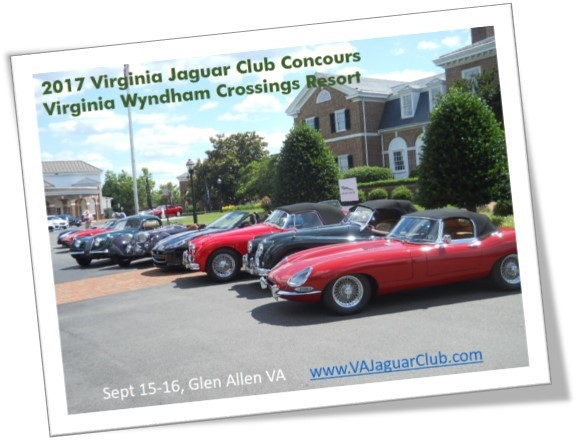 2017 Virginia Jaguar Club Concours
Virginia Wyndham Crossings Resort
Sept 15-16, Glen Allen VA
www.VAJaguarClub.com